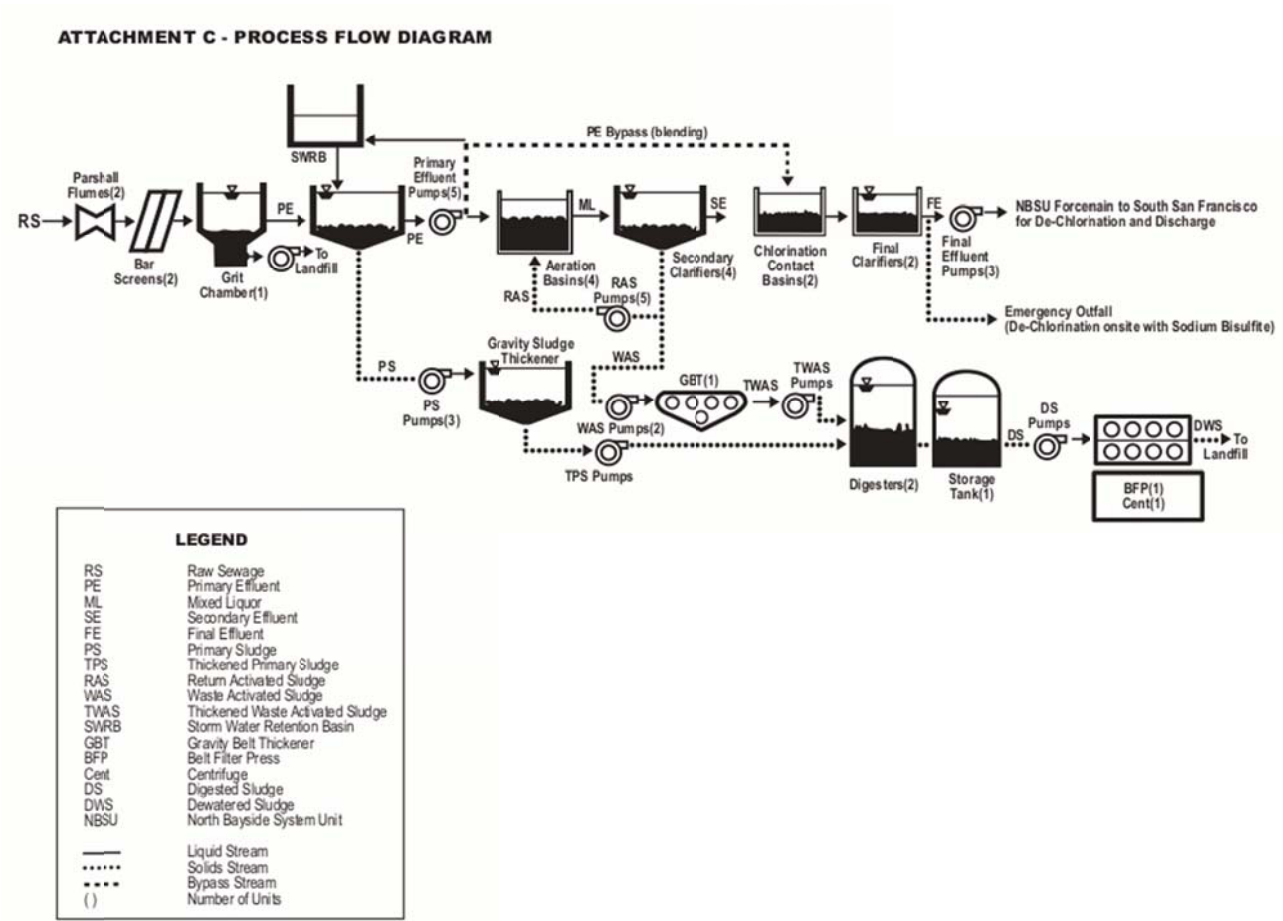 ATTACHMENT C - PROCESS FLOW DIAGRAM
PE Bypass (blending)
SWRB
Primary
Effluent
Pumps(5)
Parshall
Flumes(2)
RS
PE
PE
ML
SE
FE
NBSU Forcenain to South San Francisco
for De-Chlornation and Discharge
Bar
Screens(2)
Grit
Chamber(1)
To
Landfill
Aeration
Basins(4)
Secondary
Clarifiers(4)
Chlorination
Contact
Basins(2)
Final
Clarifiers(2)
Final
Effluent
Pumps(3)
RAS
RAS
Pumps(5)
Emergency Outfall
(De-Chlorination onsite with Sodium Bisulfite)
Gravity Sludge
Thickener
PS
PS
Pumps(3)
WAS
WAS Pumps(2)
GBT(1)
TWAS
TWAS
Pumps
TPS Pumps
Digesters(2)
Storage
Tank(1)
DS
DS
Pumps
DWS
To
Landfill
BFP(1)
Cent(1)
LEGEND
RS Raw Sewage
PE Primary Effluent
ML Mixed Liquor
SE Secondary Effluent
FE Final Effluent
PS Primary Sludge
TPS Thickened Primary Sludge
RAS Return Activated Sludge
WAS Waste Activated Sludge
TWAS Thickened Waste Activated Sludge
SWRB Storm Water Retention Basin
GBT Gravity Belt Thickerer
BFP Belt Filter Press
Cent Centrifuge
DS Digested Sludge
DWS Dewatered Sludge
NBSU North Bayside System Unit
Liquid Stream
Solids Stream
Bypass Stream
( ) Number of Units